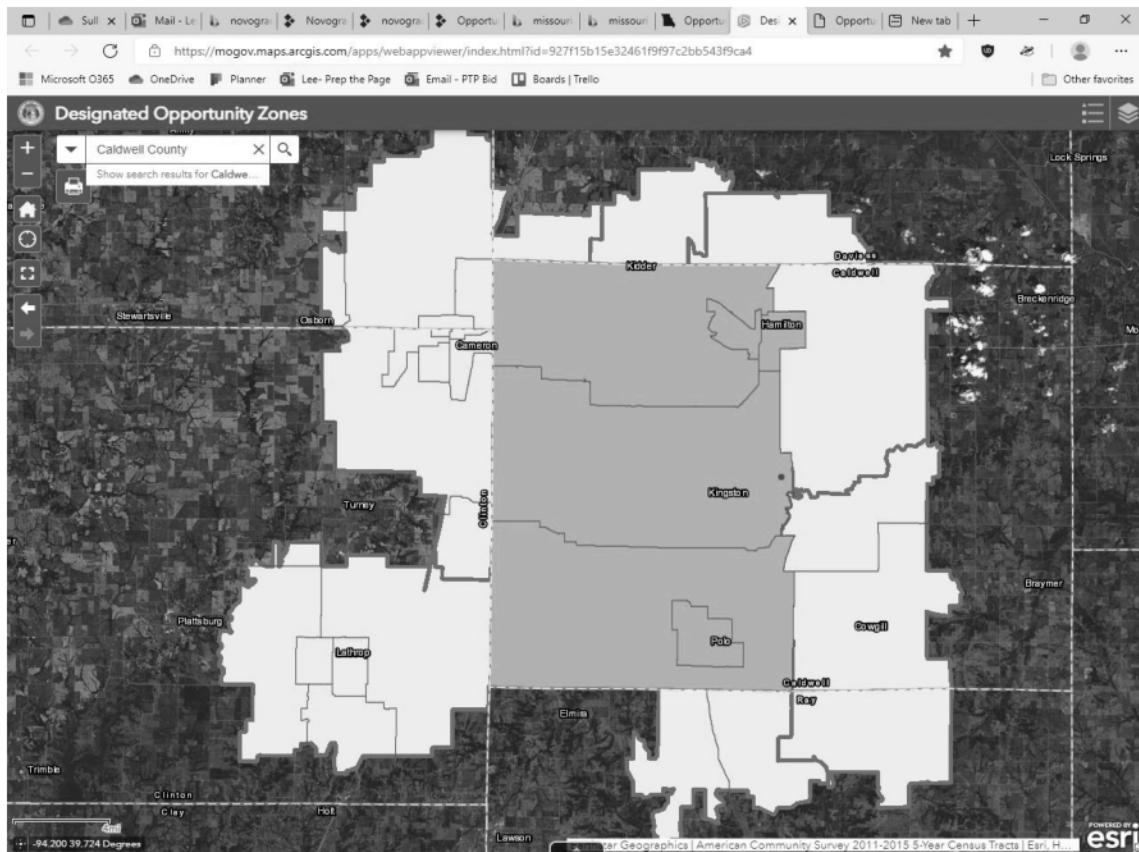 Sull
Mail - Le
novogra
Novogra
novogra
Opportu
missouri
missouri
Opportu
Desi
Opportu
New tab
https://mogov.maps.arcgis.com/apps/webappviewer/index.html?id=927f15b15e32461f9f97c2bb543f9ca4
Microsoft O365
OneDrive
Planner
Lee- Prep the Page
Email - PTP Bid
Boards | Trello
Other favorites
Designated Opportunity Zones
Caldwell County
Show search results for Caldwe...
Lock Springs
Daviess
Kidder
Caldwell
Breckenridge
Stewartsville
Osborn
Hamilton
Cameron
Kingston
Turney
Clinton
Braymer
Plattsburg
Polo
Cowgill
Lathrop
Caldwell
Ray
Elmira
Trimble
Clinton
Clay
Holt
4mi
Lawson
-94.200 39.724 Degrees
Geographics | American Community Survey 2011-2015 5-Year Census Tracts | Esri, H...
POWERED BY
esri